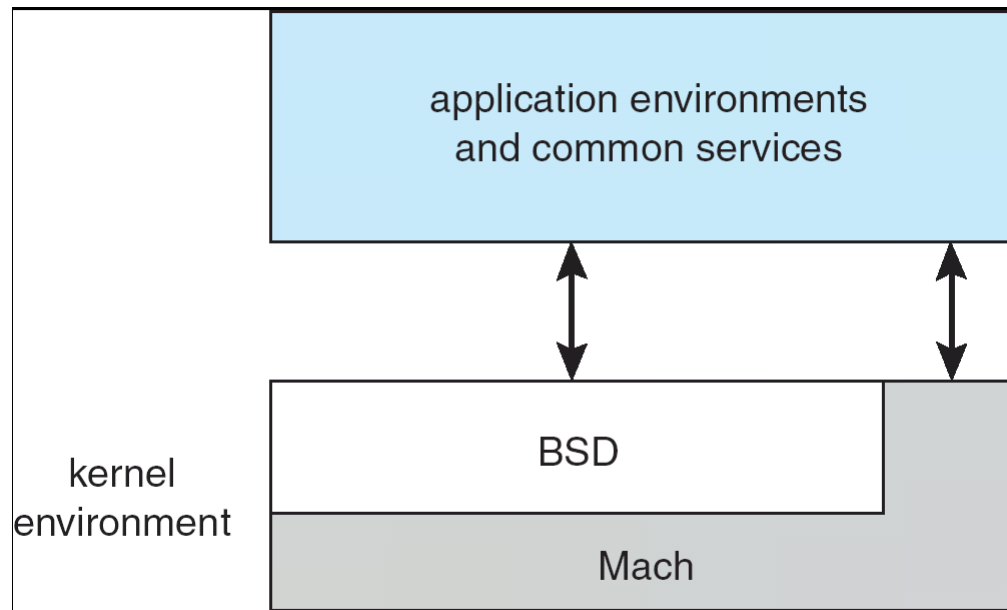 application environments
and common services
BSD
kernel
environment
Mach